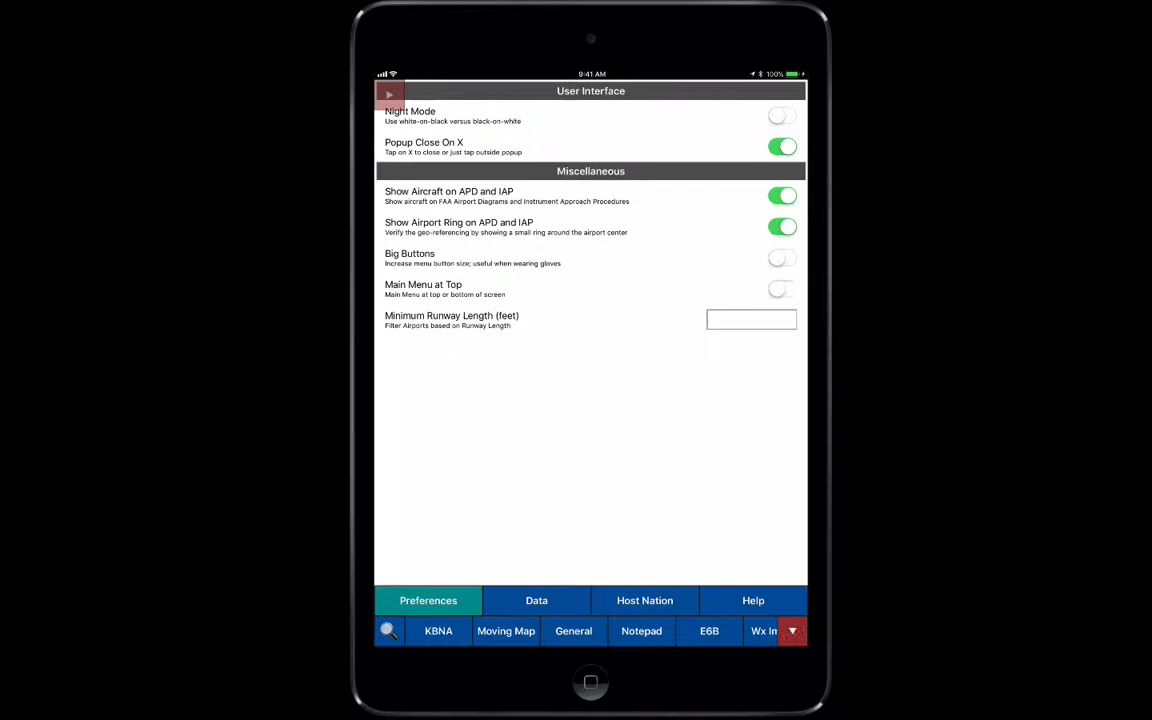 9:41 AM
100%
User Interface
Night Mode
Use white-on-black versus black-on-white
Popup Close On X
Tap on X to close or just tap outside popup
Miscellaneous
Show Aircraft on APD and IAP
Show aircraft on FAA Airport Diagrams and Instrument Approach Procedures
Show Airport Ring on APD and IAP
Verify the geo-referencing by showing a small ring around the airport center
Big Buttons
Increase menu button size; useful when wearing gloves
Main Menu at Top
Main Menu at top or bottom of screen
Minimum Runway Length (feet)
Filter Airports based on Runway Length
Preferences Data Host Nation Help
KBNA Moving Map General Notepad E6B Wx Im